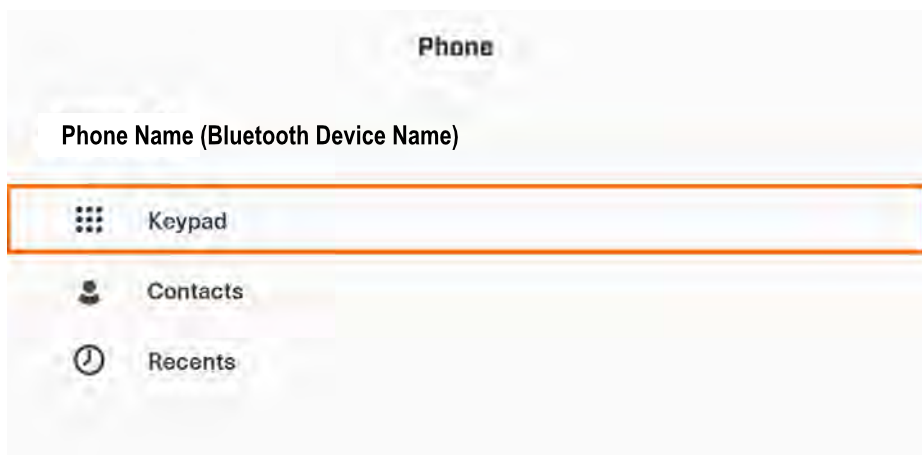 Phone
Phone Name (Bluetooth Device Name)
Keypad
Contacts
Recents